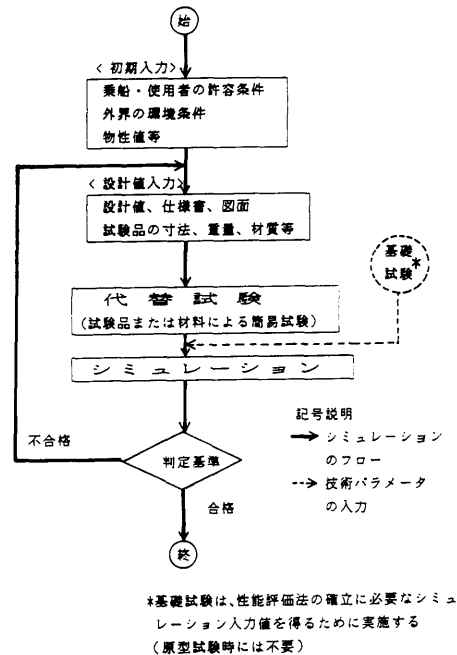 始
< 初期入力>
乗船・使用者の許容条件
外界の環境条件
物性値等
< 設計値入力>
設計値、仕様書、図面
試験品の寸法、重量、材質等
基礎
試験*
代替試験
(試験品または材料による簡易試験)
シミュレーション
記号説明
シミュレーション
のフロー
技術パラメータ
の入力
不合格
判定基準
合格
終
*基礎試験は、性能評価法の確立に必要なシミュ
レーション入力値を得るために実施する
(原型試験時には不要)